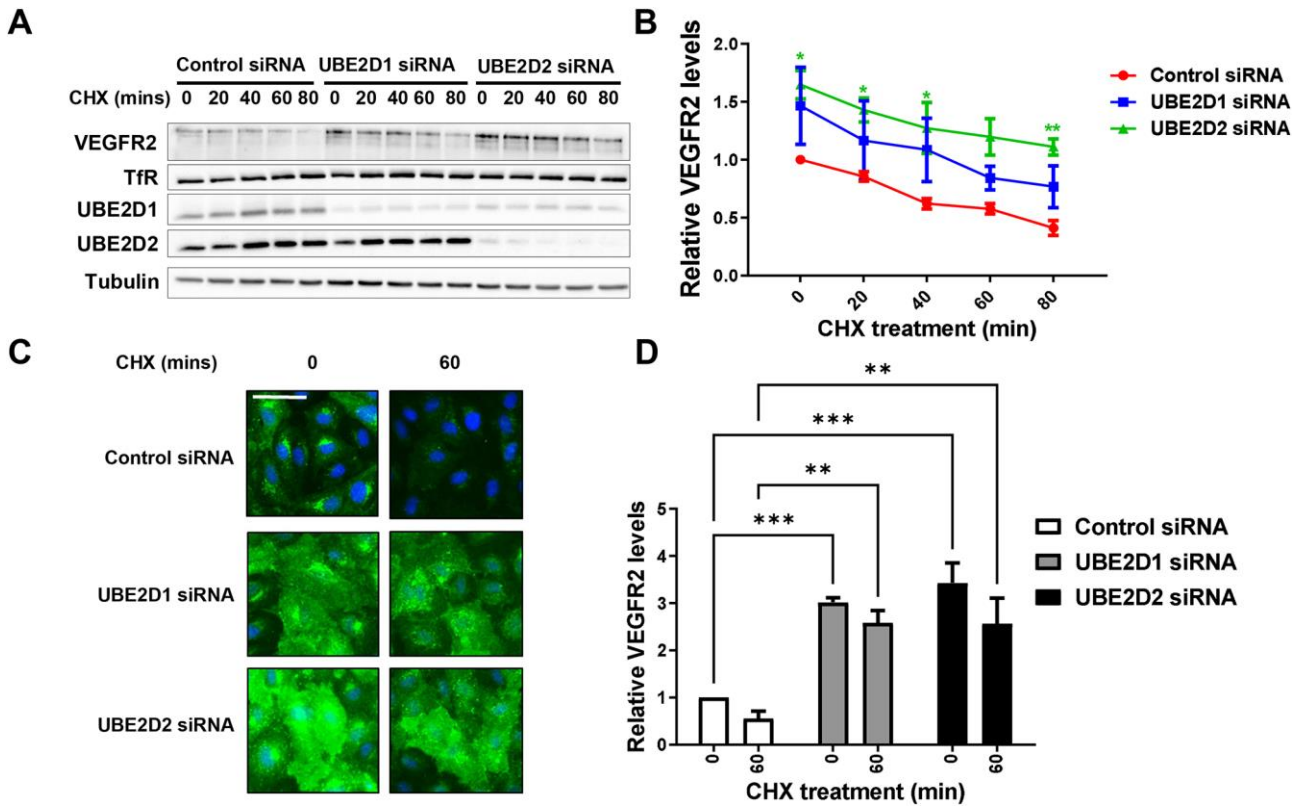 A
Control siRNA UBE2D1 siRNA UBE2D2 siRNA
CHX (mins) 0 20 40 60 80 0 20 40 60 80 0 20 40 60 80
VEGFR2
TfR
UBE2D1
UBE2D2
Tubulin
B
Relative VEGFR2 levels
2.0
1.5
1.0
0.5
0.0
* * * **
0 20 40 60 80
CHX treatment (min)
Control siRNA
UBE2D1 siRNA
UBE2D2 siRNA
C
CHX (mins) 0 60
Control siRNA
UBE2D1 siRNA
UBE2D2 siRNA
D
**
***
**
***
Relative VEGFR2 levels
5
4
3
2
1
0
0 60 0 60 0 60
CHX treatment (min)
Control siRNA
UBE2D1 siRNA
UBE2D2 siRNA